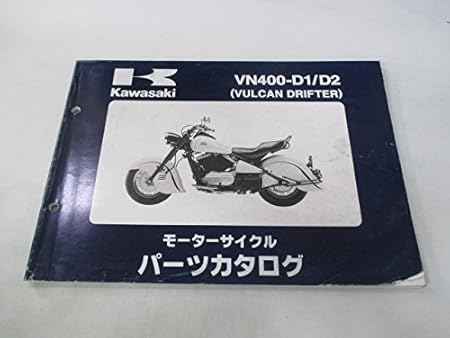 Kawasaki
VN400-D1/D2
(VULCAN DRIFTER)
モーターサイクル
パーツカタログ